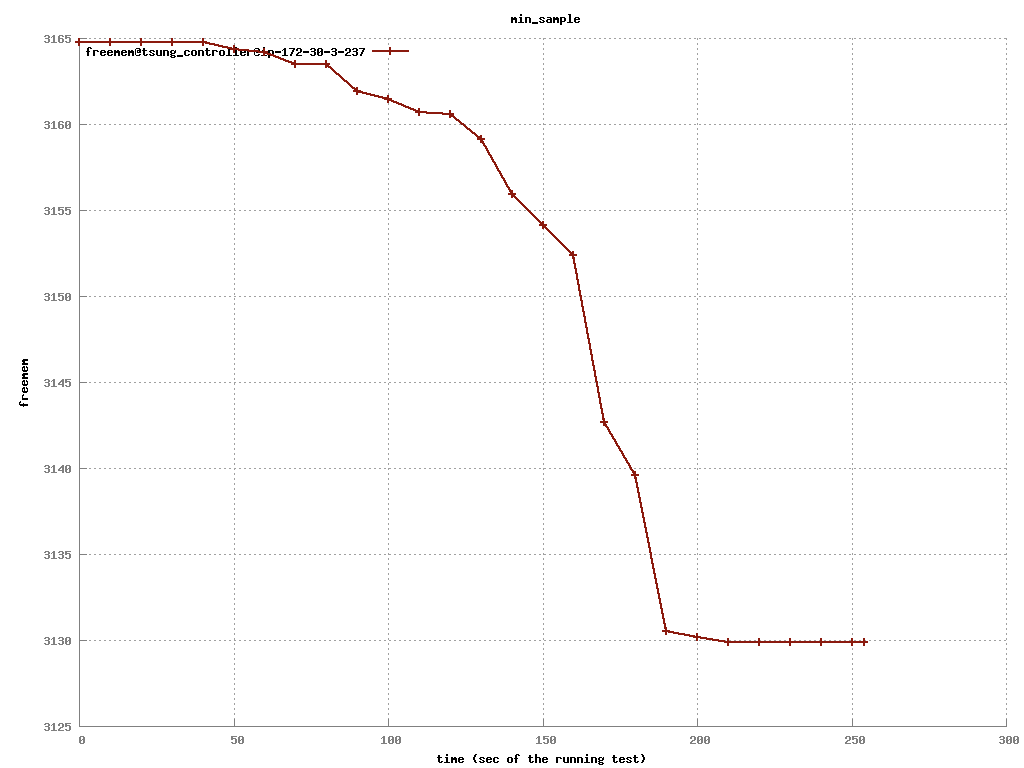 min_sample
3165
freemem@tsung_controller@ip-172-30-3-237
3160
3155
3150
3145
freemem
3140
3135
3130
3125
0 50 100 150 200 250 300
time (sec of the running test)